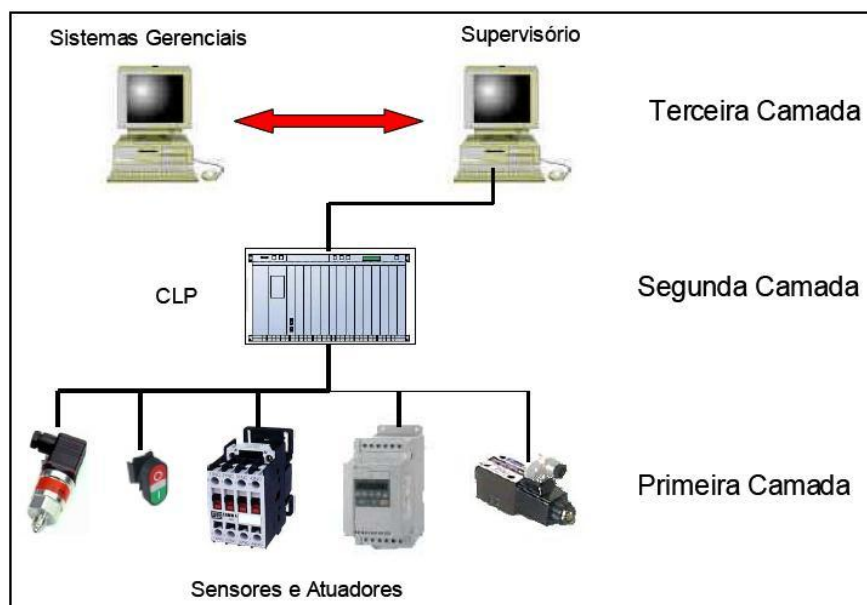 Sistemas Gerenciais
Supervisório
Terceira Camada
CLP
Segunda Camada
Primeira Camada
Sensores e Atuadores